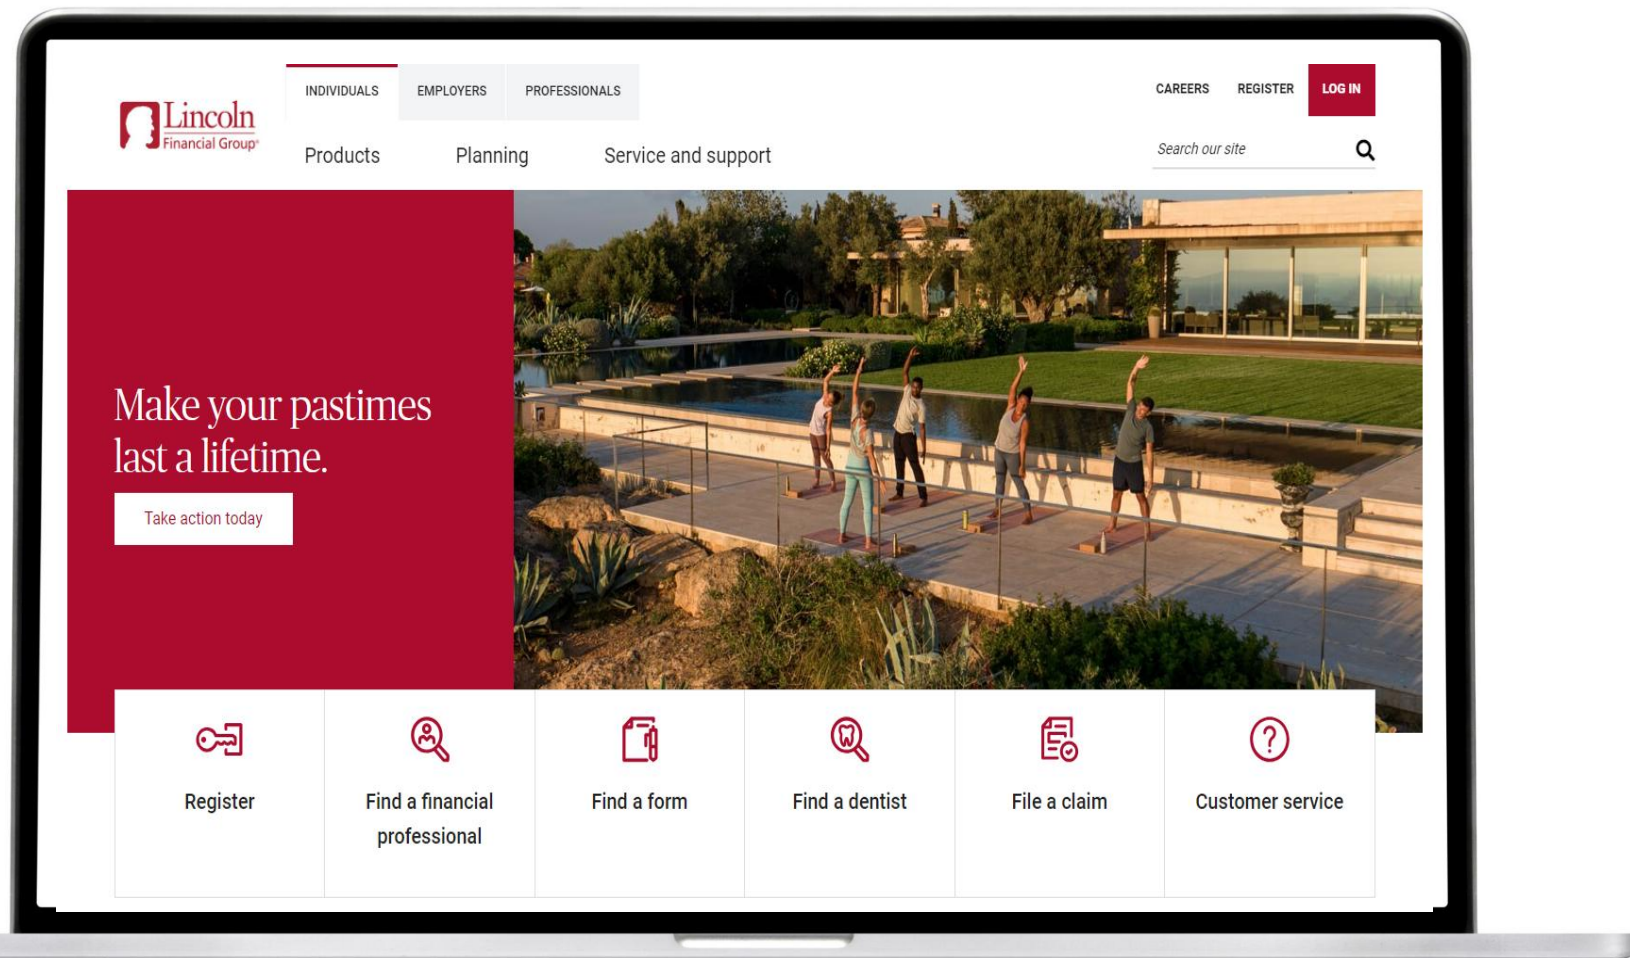 INDIVIDUALS EMPLOYERS PROFESSIONALS
CAREERS REGISTER LOG IN
Lincoln
Financial Group®
Products Planning Service and support
Search our site
Make your pastimes
last a lifetime.
Take action today
Register
Find a financial
professional
Find a form
Find a dentist
File a claim
Customer service